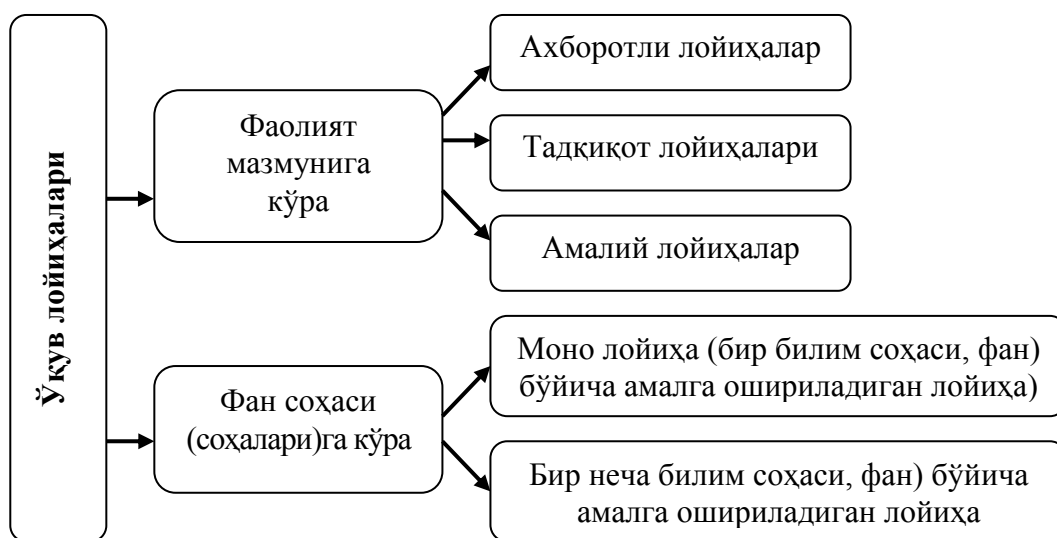 Ўқув лойиҳалари
Фаолият
мазмунига
кўра
Ахборотли лойиҳалар
Тадқиқот лойиҳалари
Амалий лойиҳалар
Фан соҳаси
(соҳалари)га кўра
Моно лойиҳа (бир билим соҳаси, фан)
бўйича амалга ошириладиган лойиҳа)
Бир неча билим соҳаси, фан) бўйича
амалга ошириладиган лойиҳа